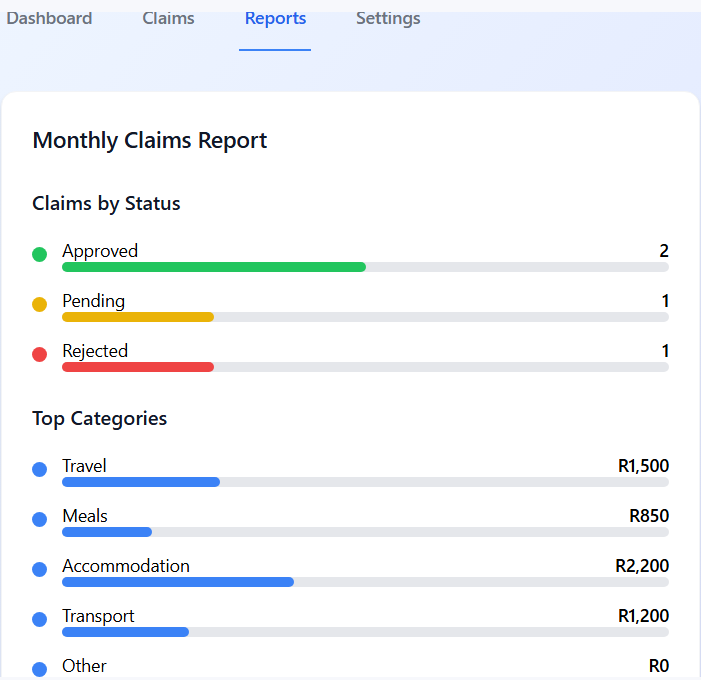 Dashboard Claims Reports Settings
Monthly Claims Report
Claims by Status
Approved 2
Pending 1
Rejected 1
Top Categories
Travel R1,500
Meals R850
Accommodation R2,200
Transport R1,200
Other R0